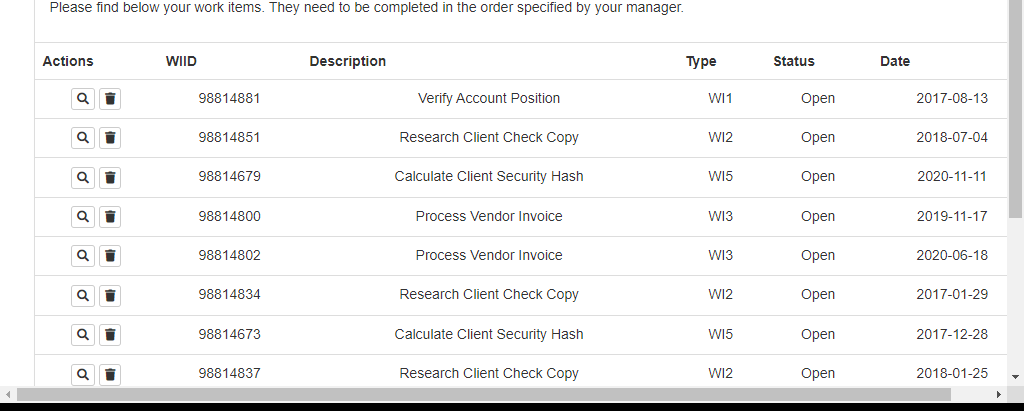 Please find below your work items. They need to be completed in the order specified by your manager.
Actions WIID Description Type Status Date
98814881 Verify Account Position WI1 Open 2017-08-13
98814851 Research Client Check Copy WI2 Open 2018-07-04
98814679 Calculate Client Security Hash WI5 Open 2020-11-11
98814800 Process Vendor Invoice WI3 Open 2019-11-17
98814802 Process Vendor Invoice WI3 Open 2020-06-18
98814834 Research Client Check Copy WI2 Open 2017-01-29
98814673 Calculate Client Security Hash WI5 Open 2017-12-28
98814837 Research Client Check Copy WI2 Open 2018-01-25